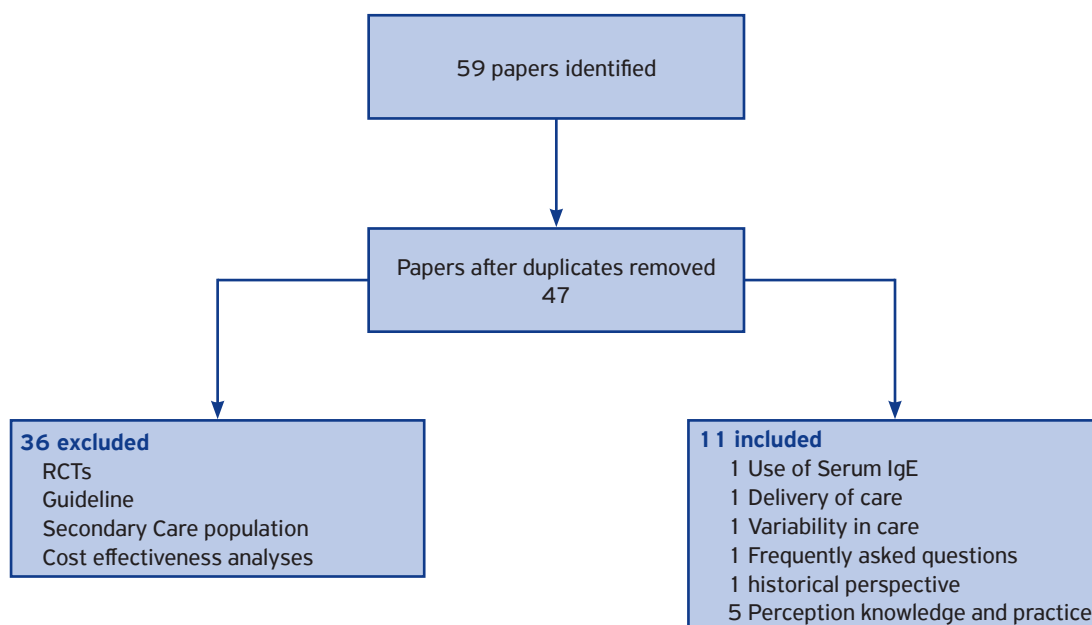 59 papers identified
Papers after duplicates removed
47
36 excluded
RCTs
Guideline
Secondary Care population
Cost effectiveness analyses
11 included
1 Use of Serum IgE
1 Delivery of care
1 Variability in care
1 Frequently asked questions
1 historical perspective
5 Perception knowledge and practice